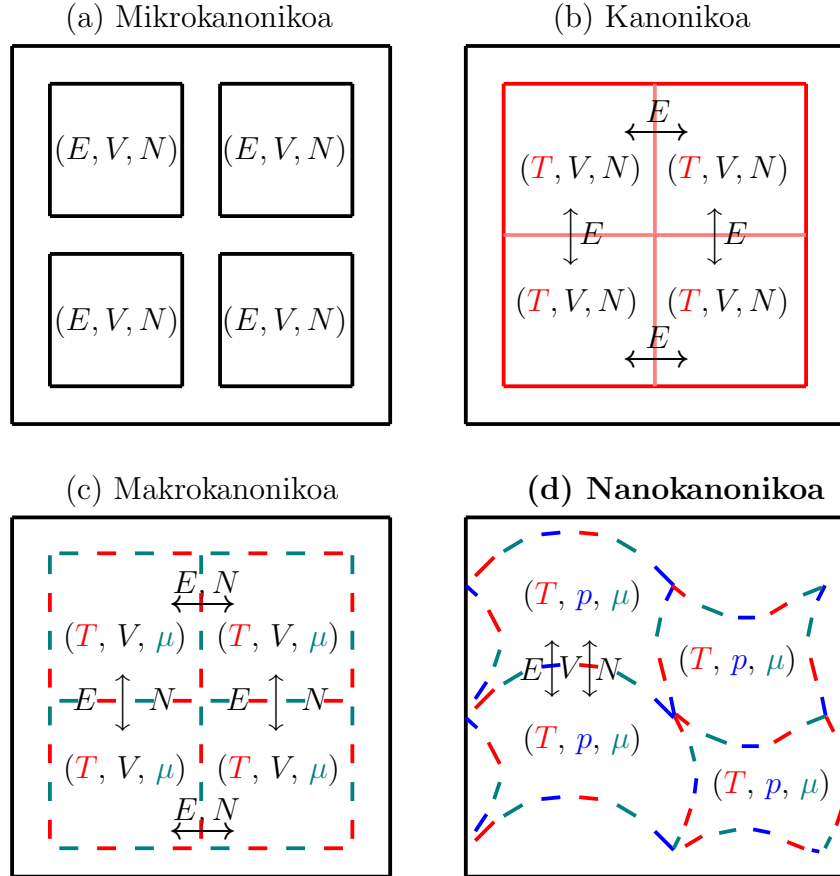 (a) Mikrokanonikoa
(b) Kanonikoa
(E, V, N) (E, V, N)
(E, V, N) (E, V, N)
E
(T, V, N) (T, V, N)
E E
(T, V, N) (T, V, N)
E
(c) Makrokanonikoa
(d) Nanokanonikoa
E, N
(T, V, μ) (T, V, μ)
E N E N
(T, V, μ) (T, V, μ)
E, N
(T, p, μ)
(T, p, μ)
E V N
(T, p, μ)
(T, p, μ)